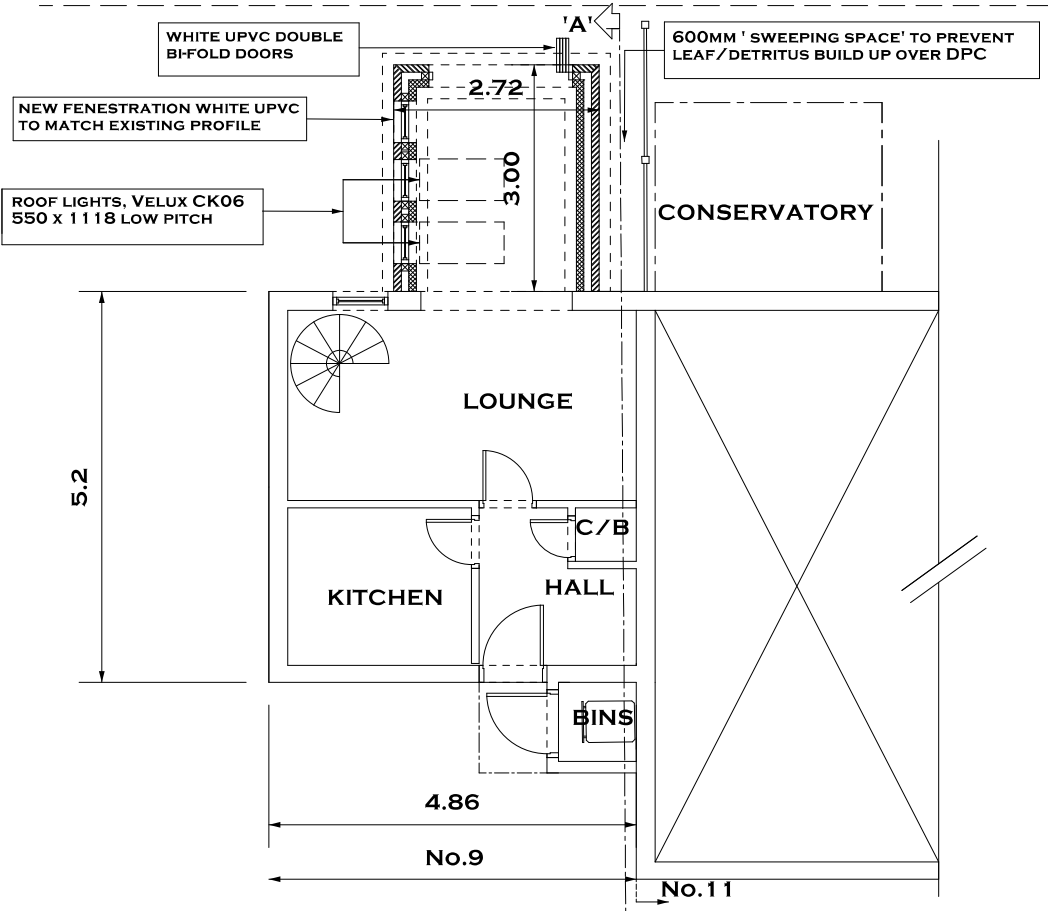 'A'
WHITE UPVC DOUBLE
BI-FOLD DOORS
600MM ' SWEEPING SPACE' TO PREVENT
LEAF/DETRITUS BUILD UP OVER DPC
2.72
NEW FENESTRATION WHITE UPVC
TO MATCH EXISTING PROFILE
3.00
ROOF LIGHTS, VELUX CK06
550 X 1118 LOW PITCH
CONSERVATORY
LOUNGE
5.2
C/B
HALL
KITCHEN
BINS
4.86
No.9
No.11